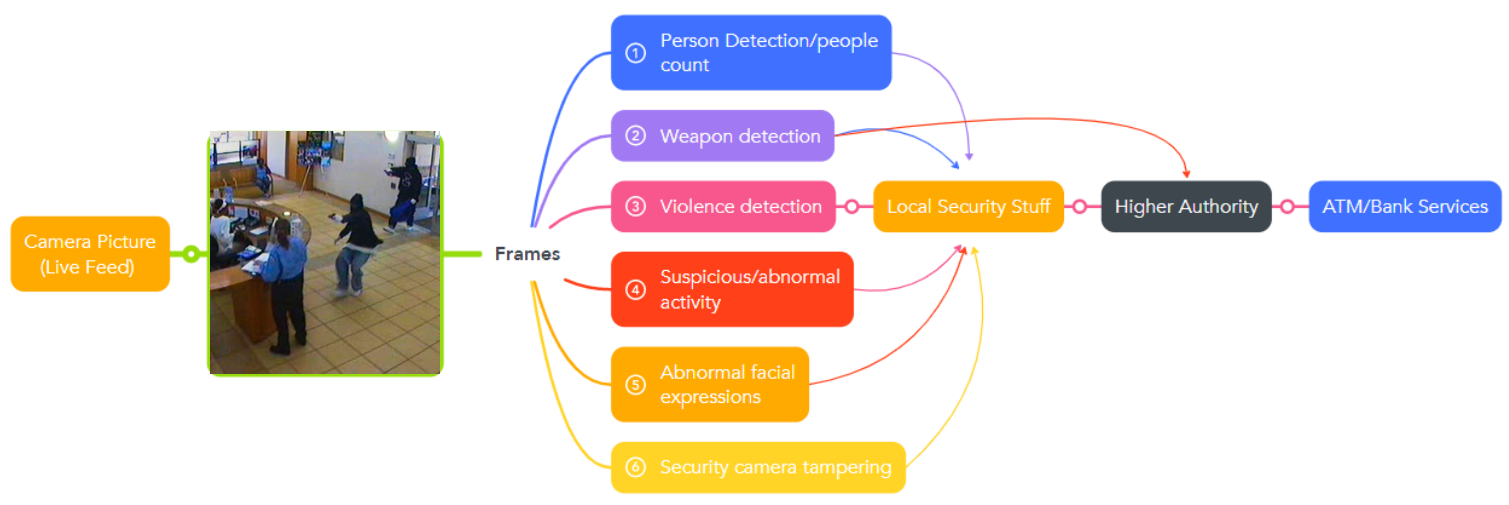 Camera Picture
(Live Feed)
Frames
1 Person Detection/people
count
2 Weapon detection
3 Violence detection
4 Suspicious/abnormal
activity
5 Abnormal facial
expressions
6 Security camera tampering
Local Security Stuff
Higher Authority
ATM/Bank Services